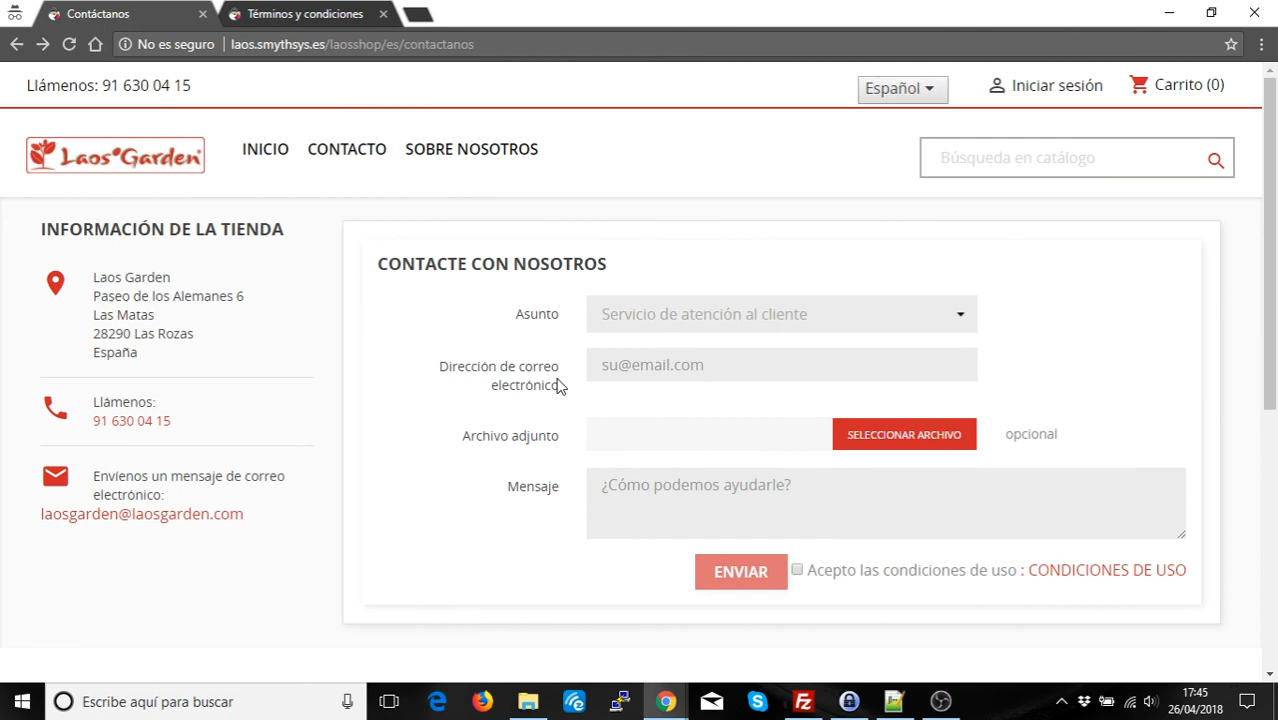 Contáctanos
Términos y condiciones
No es seguro
laos.smythsys.es/laosshop/es/contactanos
Llámenos: 91 630 04 15
Español
Iniciar sesión
Carrito (0)
Laos Garden
INICIO
CONTACTO
SOBRE NOSOTROS
Búsqueda en catálogo
INFORMACIÓN DE LA TIENDA
Laos Garden
Paseo de los Alemanes 6
Las Matas
28290 Las Rozas
España
Llámenos:
91 630 04 15
Envíenos un mensaje de correo
electrónico:
laosgarden@laosgarden.com
CONTACTE CON NOSOTROS
Asunto
Servicio de atención al cliente
Dirección de correo
electrónico
su@email.com
Archivo adjunto
SELECCIONAR ARCHIVO
opcional
Mensaje
¿Cómo podemos ayudarle?
ENVIAR
Acepto las condiciones de uso : CONDICIONES DE USO
Escribe aquí para buscar
17:45
26/04/2018